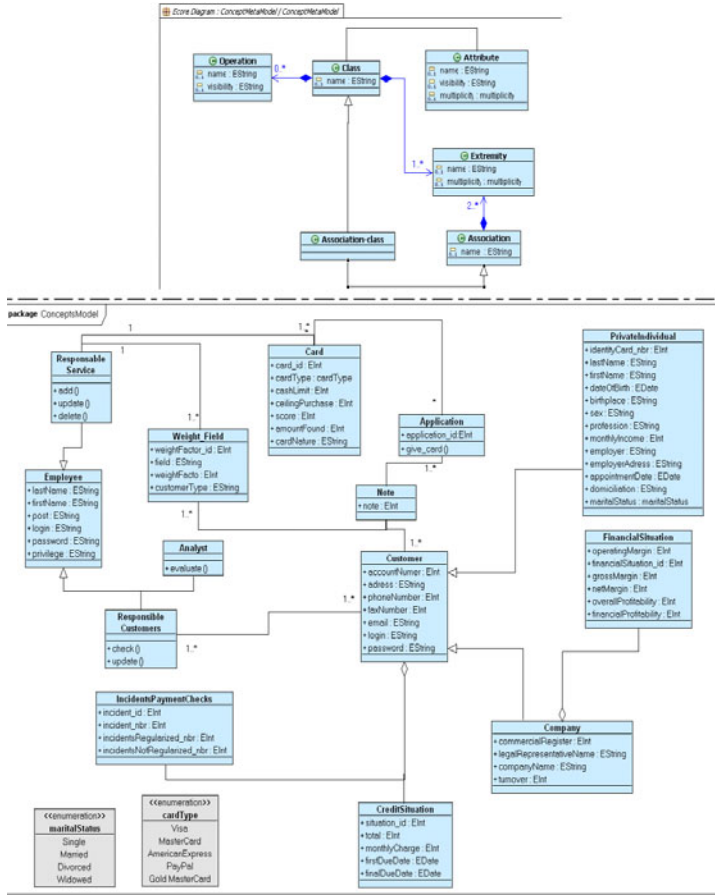 Ecore Diagram : ConceptMetaModel / ConceptMetaModel
Operation
name : EString
visibility : EString
0..*
Class
name : EString
Attribute
name : EString
visibility : EString
multiplicity : multiplicity
1..*
Extremity
name : EString
multiplicity : multiplicity
2..*
Association-class
Association
name : EString
package ConceptsModel
1
1
1..*
Responsable
Service
+add()
+update()
+delete()
1..*
Card
+card_id : EInt
+cardType : cardType
+cashLimit : EInt
+ceilingPurchase : EInt
+score : EInt
+amountFound : EInt
+cardNature : EString
*
Application
+application_id:EInt
+give_card()
1..*
PrivateIndividual
+identityCard_nbr : EInt
+lastName : EString
+firstName : EString
+dateOfBirth : EDate
+birthplace : EString
+sex : EString
+profession : EString
+monthlyIncome : EInt
+employer : EString
+employerAdress : EString
+appointmentDate : EDate
+domiciliation : EString
+maritalStatus : maritalStatus
Weight_Field
+weightFactor_id : EInt
+field : EString
+weightFacto : EInt
+customerType : EString
1..*
Employee
+lastName : EString
+firstName : EString
+post : EString
+login : EString
+password : EString
+privilege : EString
Note
+note : EInt
1..*
Analyst
+evaluate()
Customer
+accountNumer : EInt
+adress : EString
+phoneNumber : EInt
+faxNumber : EInt
+email : EString
+login : EString
+password : EString
FinancialSituation
+operatingMargin : EInt
+financialSituation_id : EInt
+grossMargin : EInt
+netMargin : EInt
+overallProfitability : EInt
+financialProfitability : EInt
1..*
1..*
Responsible
Customers
+check()
+update()
IncidentsPaymentChecks
+incident_id : EInt
+incident_nbr : EInt
+incidentsRegularized_nbr : EInt
+incidentsNotRegularized_nbr : EInt
Company
+commercialRegister : EInt
+legalRepresentativeName : EString
+companyName : EString
+turnover : EInt
<<enumeration>>
maritalStatus
Single
Married
Divorced
Widowed
<<enumeration>>
cardType
Visa
MasterCard
AmericanExpress
PayPal
Gold MasterCard
CreditSituation
+situation_id : EInt
+total : EInt
+monthlyCharge : EInt
+firstDueDate : EDate
+finalDueDate : EDate